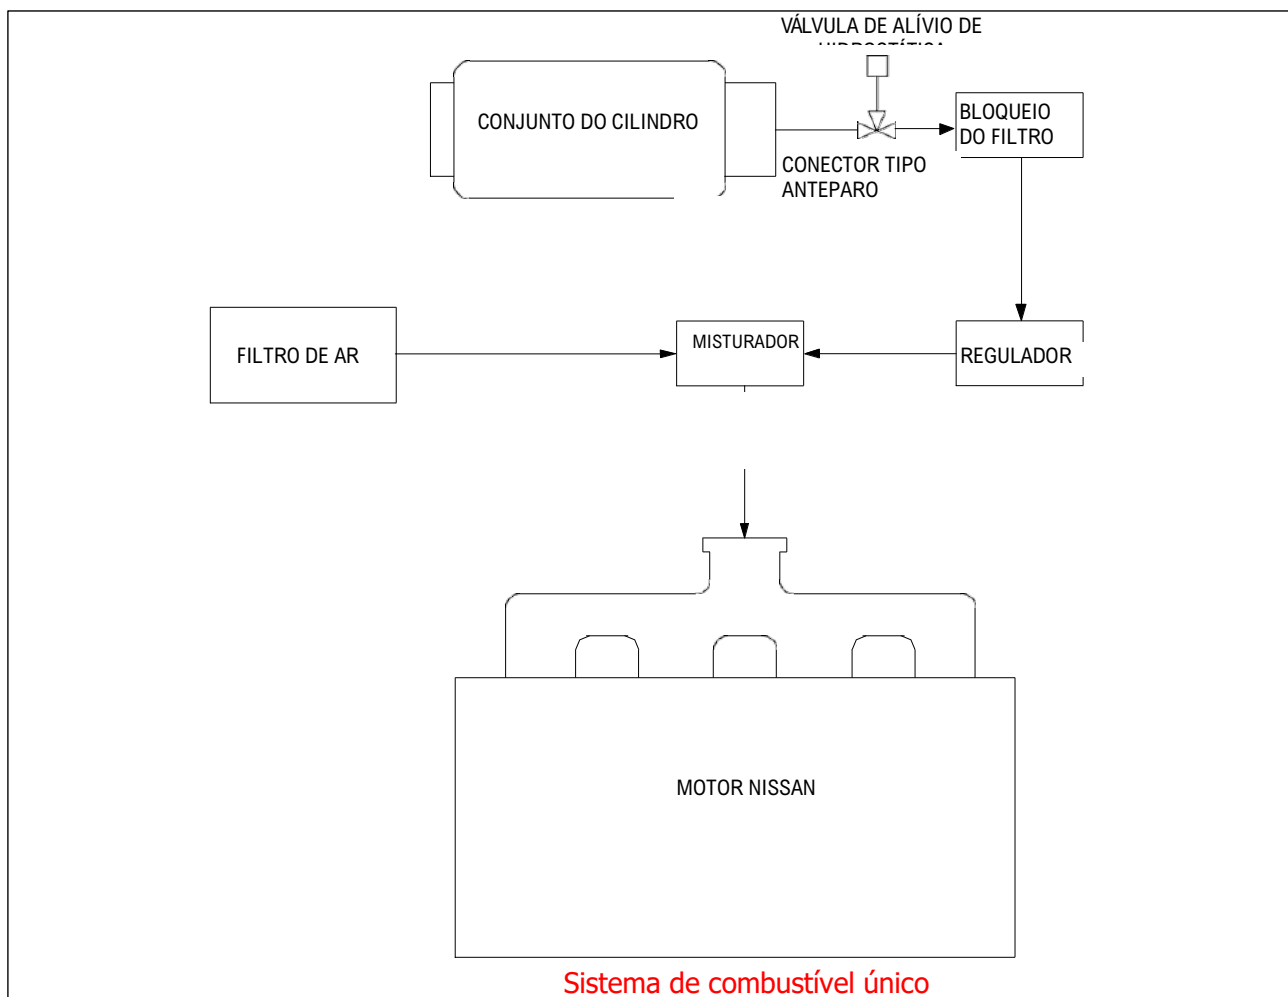 VÁLVULA DE ALÍVIO DE
CONJUNTO DO CILINDRO
BLOQUEIO
DO FILTRO
CONECTOR TIPO
ANTEPARO
FILTRO DE AR
MISTURADOR
REGULADOR
MOTOR NISSAN
Sistema de combustível único